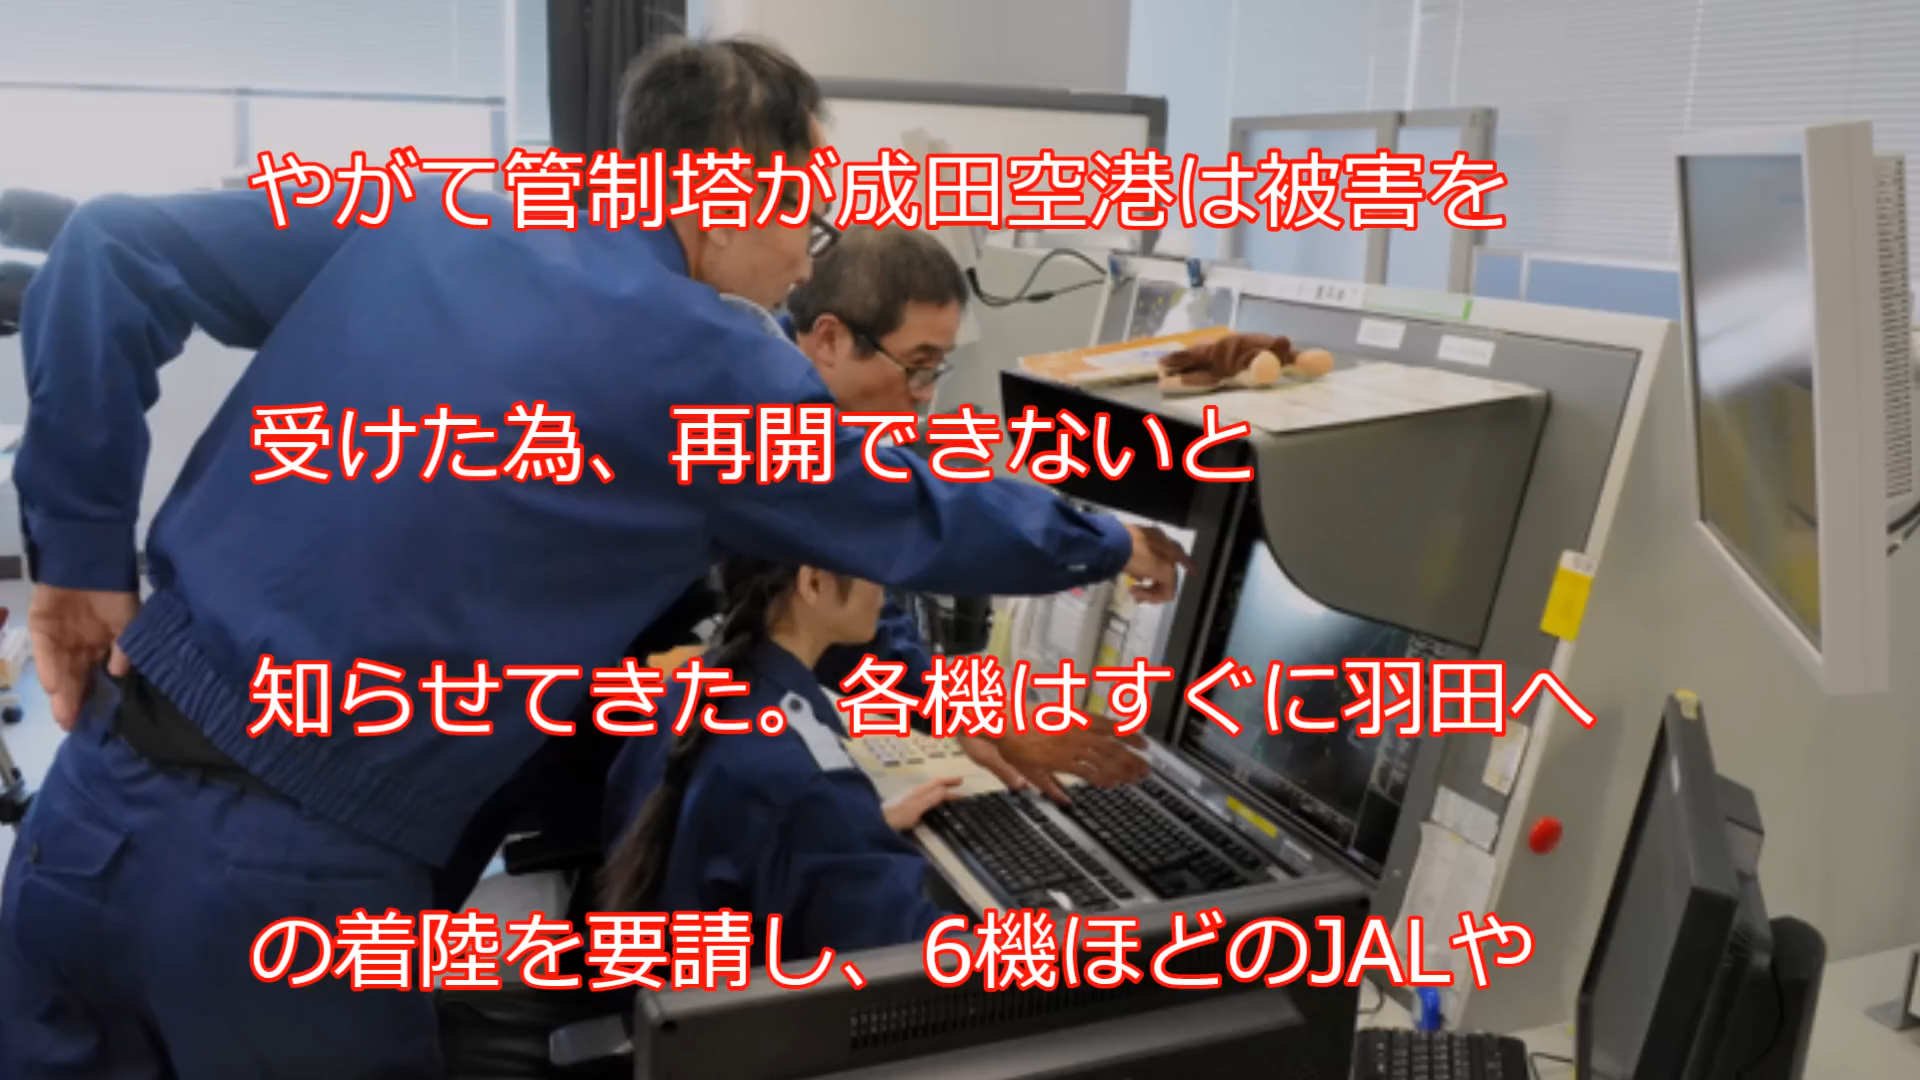 やがて管制塔が成田空港は被害を
受けた為、再開できないと
知らせてきた。各機はすぐに羽田へ
の着陸を要請し、6機ほどのJALや